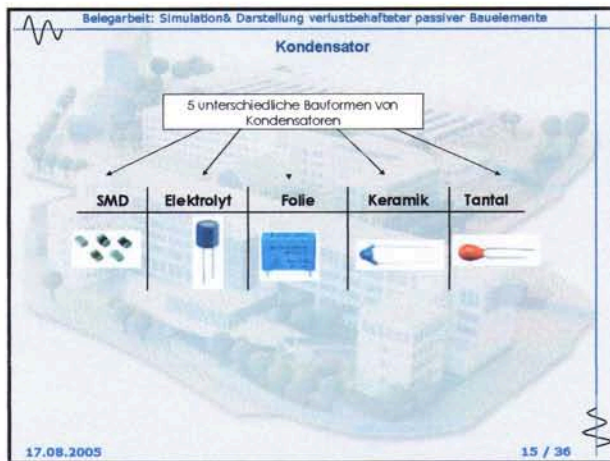 Belegarbeit: Simulation& Darstellung verlustbehafteter passiver Bauelemente
Kondensator
5 unterschiedliche Bauformen von
Kondensatoren
SMD Elektrolyt Folie Keramik Tantal
17.08.2005 15 / 36